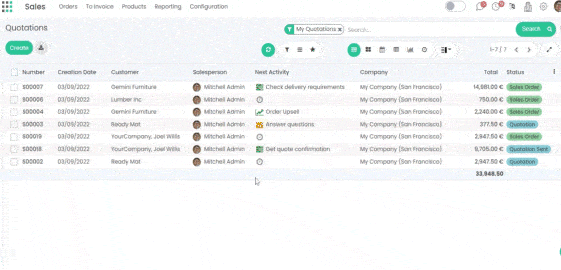 Sales Orders To Invoice Products Reporting Configuration
Quotations
My Quotations x Search... Search
Create
1-7 / 7
Number Creation Date Customer Salesperson Next Activity Company Total Status
S00007 03/09/2022 Gemini Furniture Mitchell Admin Check delivery requirements My Company (San Francisco) 14,981.00 € Sales Order
S00006 03/09/2022 Lumber Inc Mitchell Admin My Company (San Francisco) 750.00 € Sales Order
S00004 03/09/2022 Gemini Furniture Mitchell Admin Order Upsell My Company (San Francisco) 2,240.00 € Sales Order
S00003 03/09/2022 Ready Mat Mitchell Admin Answer questions My Company (San Francisco) 377.50 € Quotation
S00019 03/09/2022 YourCompany, Joel Willis Mitchell Admin My Company (San Francisco) 2,947.50 € Sales Order
S00018 03/09/2022 YourCompany, Joel Willis Mitchell Admin Get quote confirmation My Company (San Francisco) 9,705.00 € Quotation Sent
S00002 03/09/2022 Ready Mat Mitchell Admin My Company (San Francisco) 2,947.50 € Quotation
33,948.50